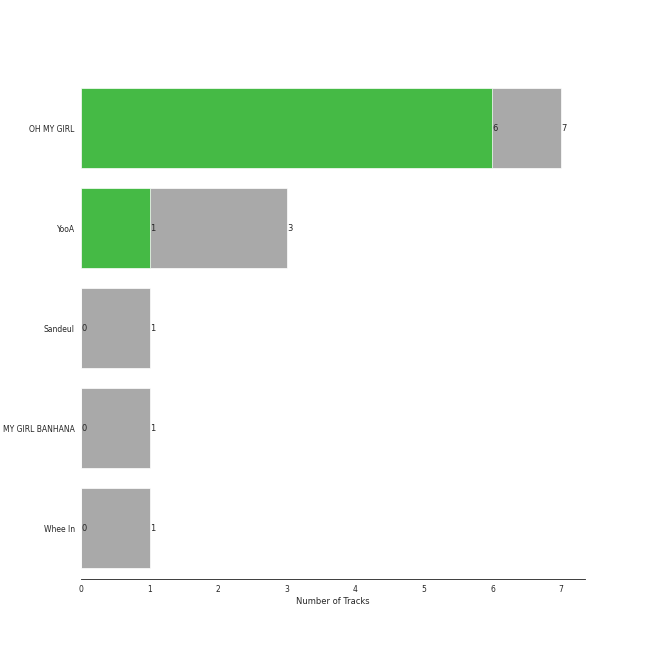 OH MY GIRL 6 7
YooA 1 3
Sandeul 0 1
MY GIRL BANHANA 0 1
Whee In 0 1
0 1 2 3 4 5 6 7
Number of Tracks